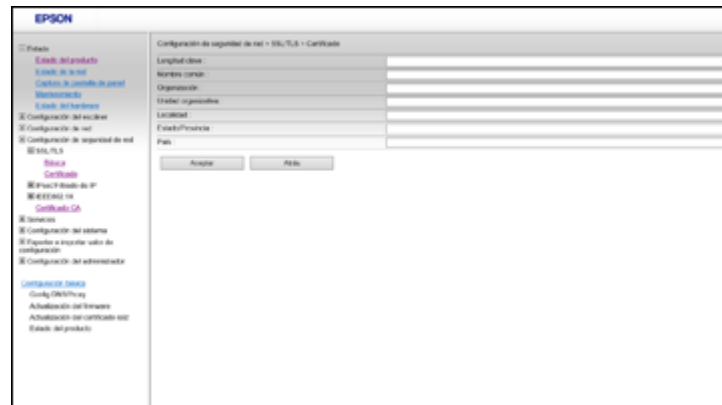 EPSON
Estado
Estado del producto
Estado de la red
Captura de pantalla de panel
Mantenimiento
Estado del hardware
Configuración del escáner
Configuración de red
Configuración de seguridad de red
SSL/TLS
Básica
Certificado
IPsec/Filtrado de IP
IEEE802.1X
Certificado CA
Servicios
Configuración del sistema
Exportar e importar valor de
configuración
Configuración del administrador
Configuración básica
Config DNS/Proxy
Actualización del firmware
Actualización del certificado raíz
Estado del producto
Configuración de seguridad de red > SSL/TLS > Certificado
Longitud clave :
Nombre común :
Organización :
Unidad organizativa :
Localidad :
Estado/Provincia :
País :
Aceptar
Atrás